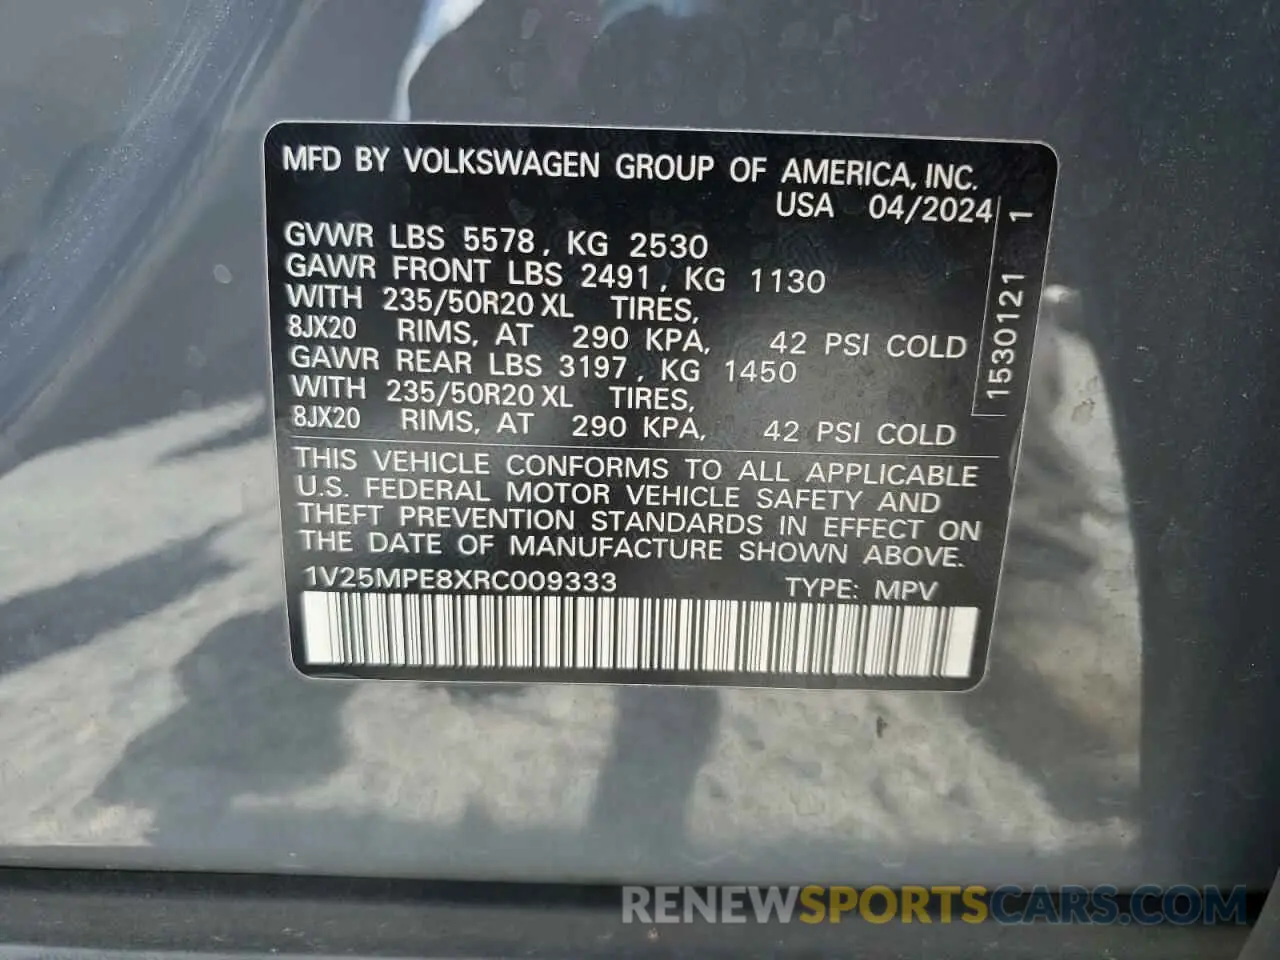 MFD BY VOLKSWAGEN GROUP OF AMERICA, INC.
USA 04/2024
GVWR LBS 5578, KG 2530
GAWR FRONT LBS 2491, KG 1130
WITH 235/50R20 XL TIRES,
8JX20 RIMS, AT 290 KPA, 42 PSI COLD
GAWR REAR LBS 3197, KG 1450
WITH 235/50R20 XL TIRES,
8JX20 RIMS, AT 290 KPA, 42 PSI COLD
1530121 1
THIS VEHICLE CONFORMS TO ALL APPLICABLE
U.S. FEDERAL MOTOR VEHICLE SAFETY AND
THEFT PREVENTION STANDARDS IN EFFECT ON
THE DATE OF MANUFACTURE SHOWN ABOVE.
1V25MPE8XRC009333 TYPE: MPV
RENEWSPORTSCARS.COM